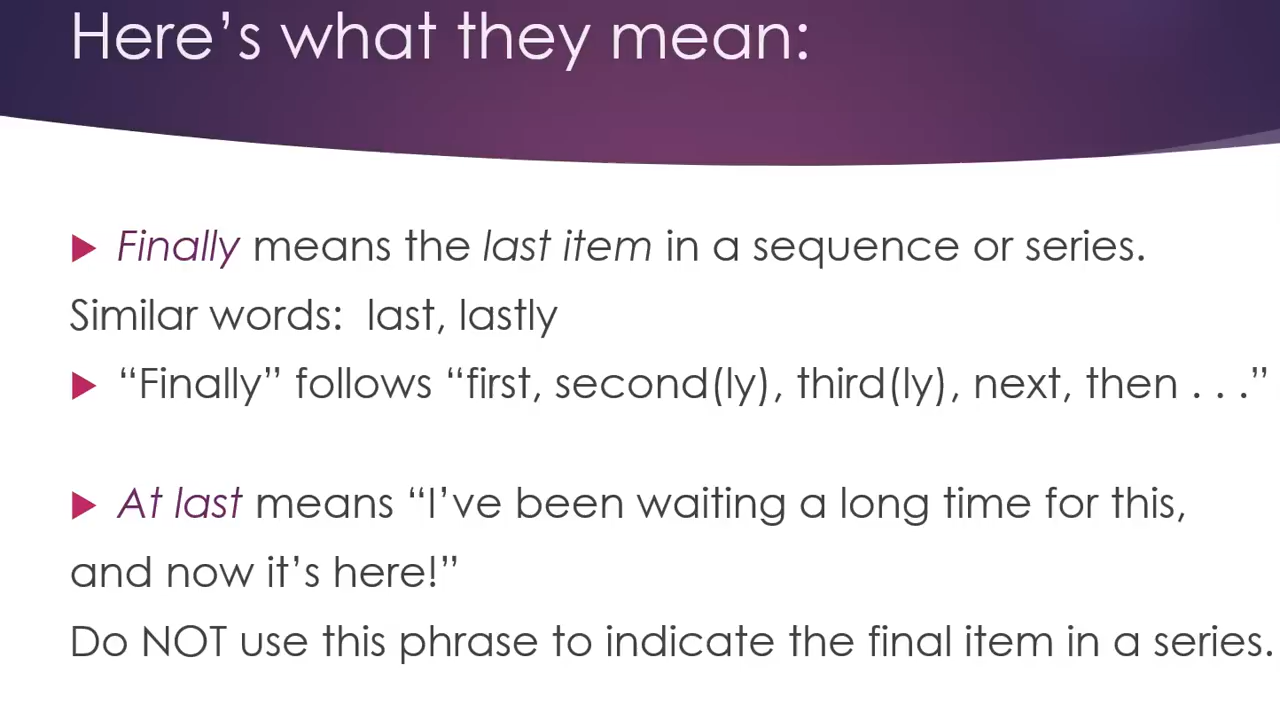 Here’s what they mean:
Finally means the last item in a sequence or series.
Similar words:  last, lastly
“Finally” follows “first, second(ly), third(ly), next, then . . .”
At last means “I’ve been waiting a long time for this,
and now it’s here!”
Do NOT use this phrase to indicate the final item in a series.